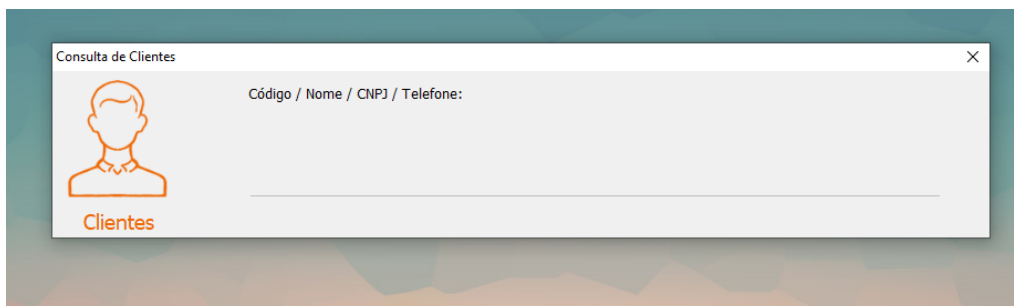 Consulta de Clientes
Código / Nome / CNPJ / Telefone:
Clientes